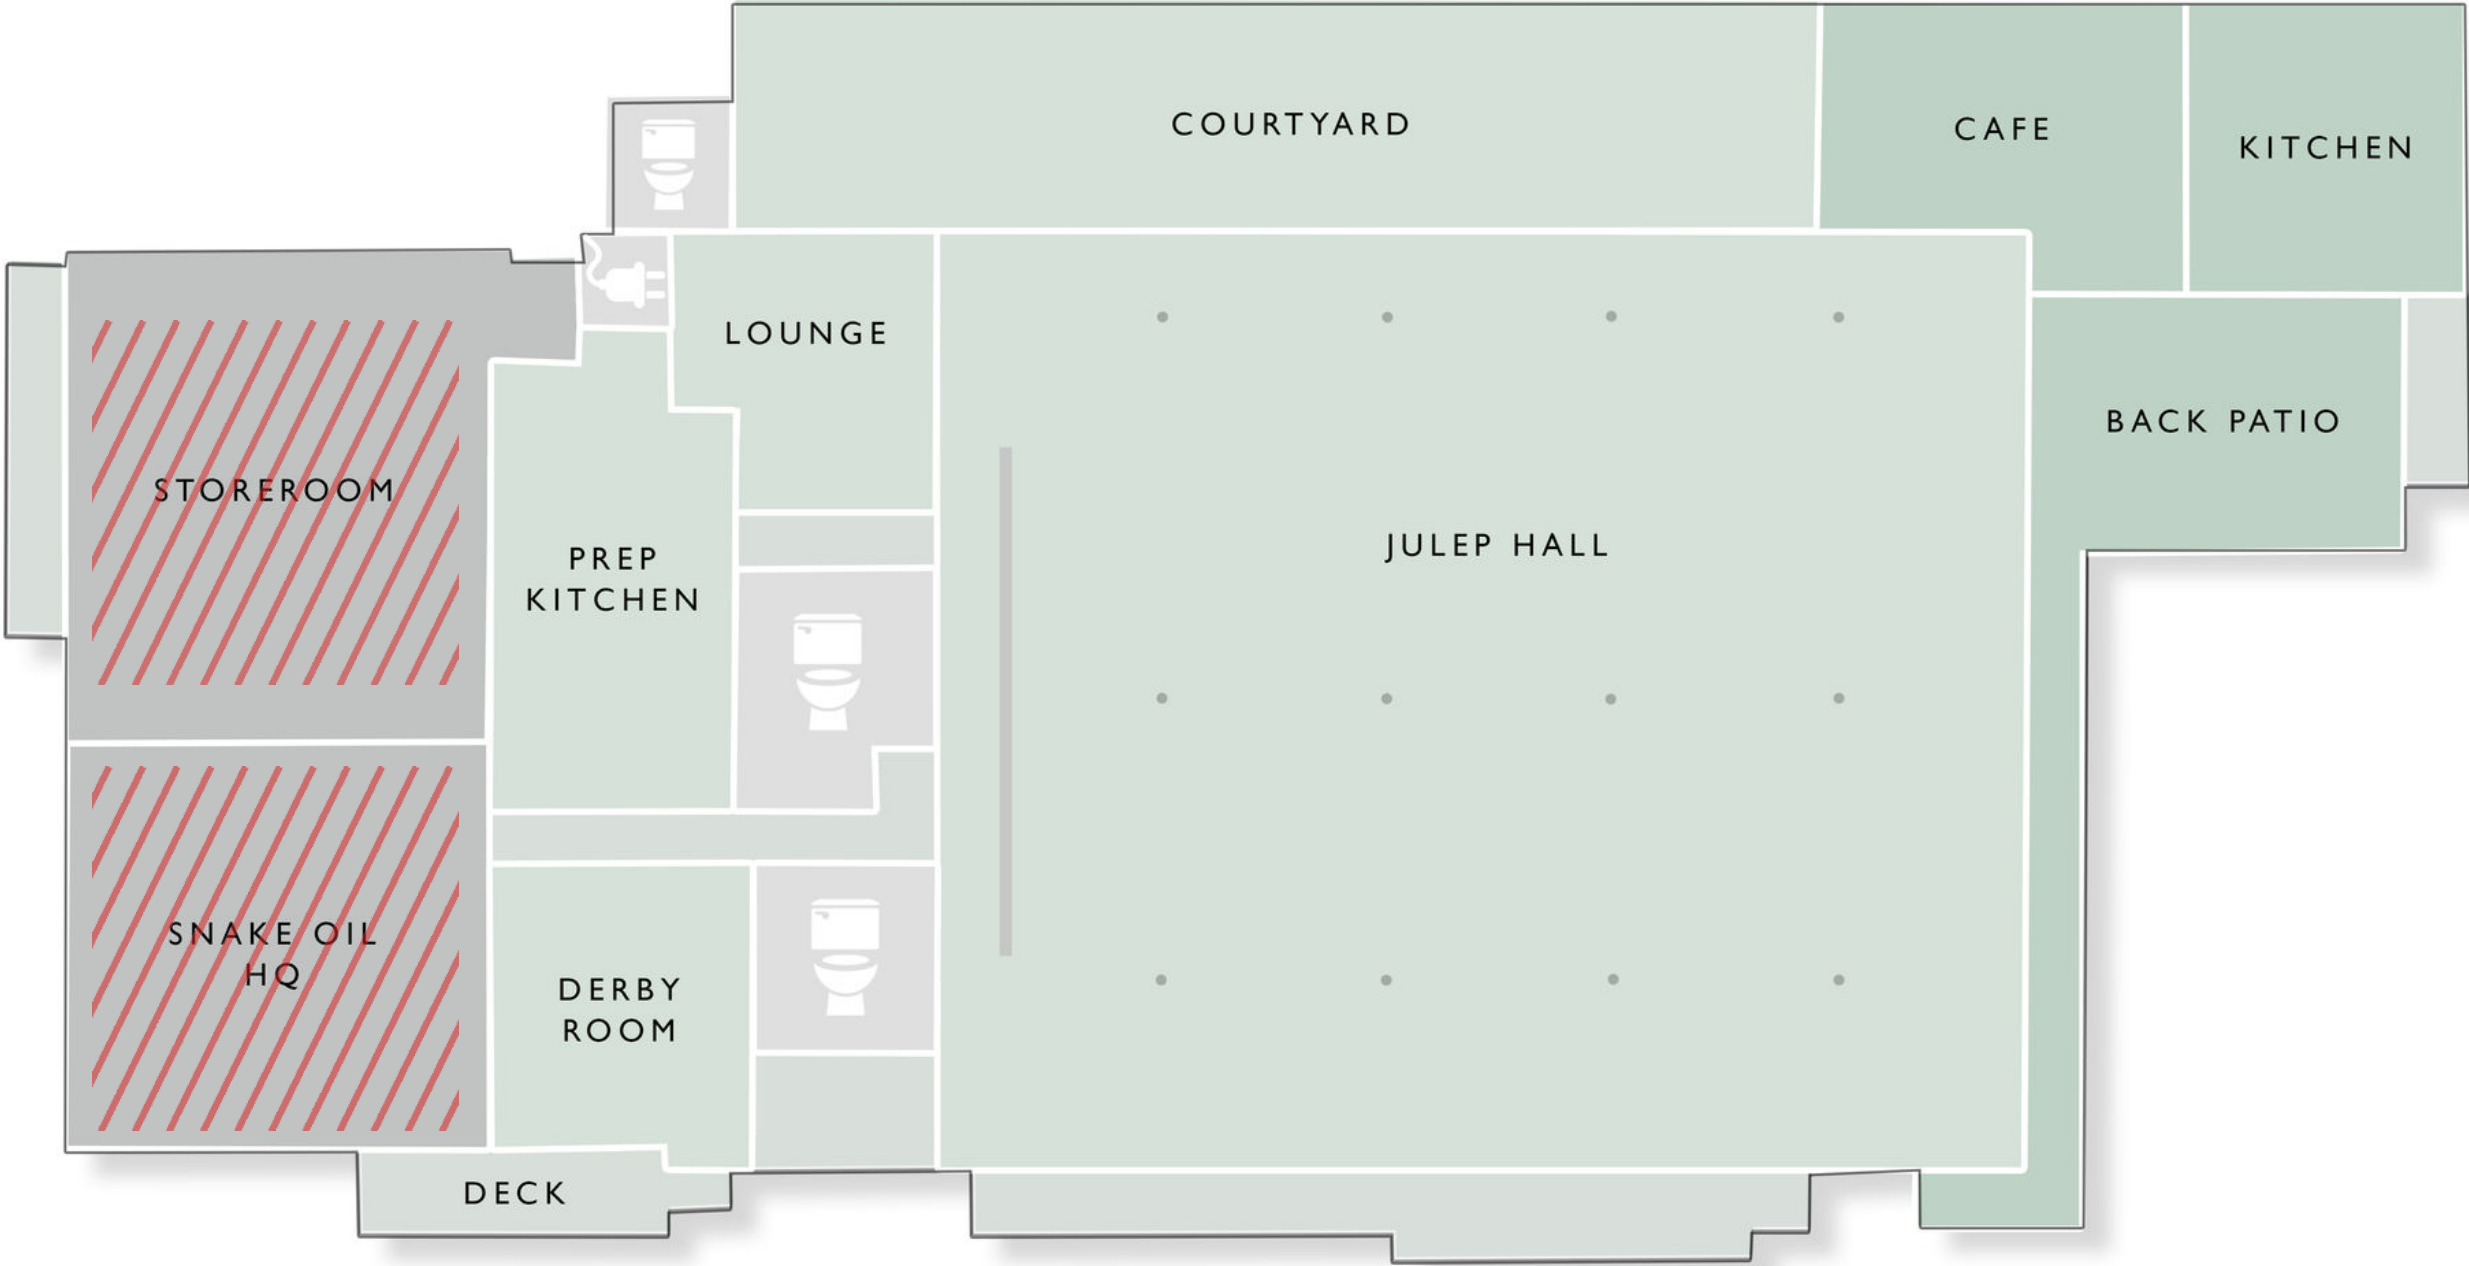 COURTYARD
CAFE
KITCHEN
LOUNGE
BACK PATIO
STOREROOM
PREP
KITCHEN
JULEP HALL
SNAKE OIL
HQ
DERBY
ROOM
DECK